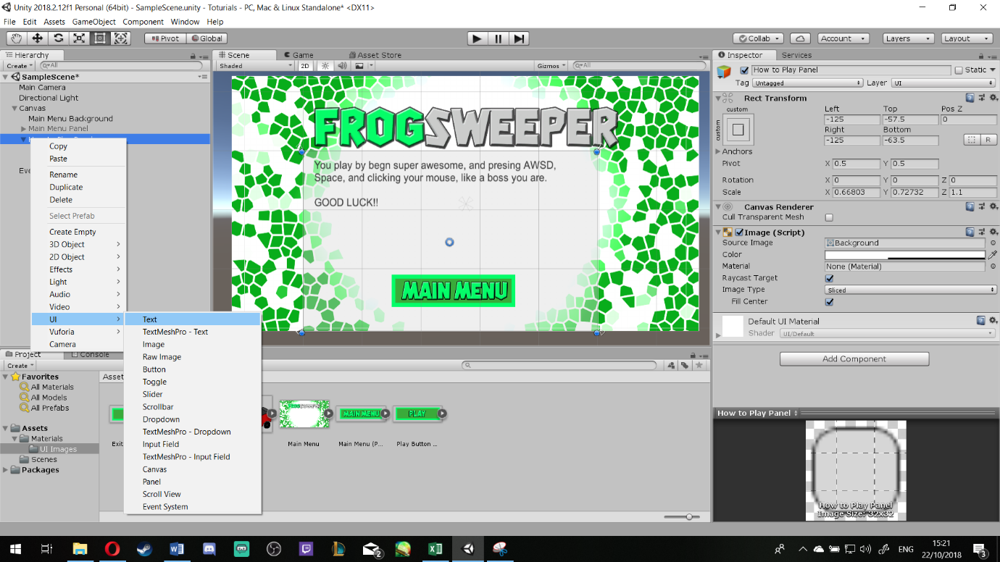 Unity 2018.2.12f1 Personal (64bit) - SampleScene.unity - Toturials - PC, Mac & Linux Standalone* <DX11>
File Edit Assets GameObject Component Window Help
Pivot Global Collab Account Layers Layout
Hierarchy
Create All
SampleScene*
Main Camera
Directional Light
Canvas
Main Menu Background
Main Menu Panel
Copy
Paste
Rename
Duplicate
Delete
Select Prefab
Create Empty
3D Object
2D Object
Effects
Light
Audio
Video
UI
Vuforia
Camera
Text
TextMeshPro - Text
Image
Raw Image
Button
Toggle
Slider
Scrollbar
Dropdown
TextMeshPro - Dropdown
Input Field
TextMeshPro - Input Field
Canvas
Panel
Scroll View
Event System
Scene Game Asset Store
Shaded 2D Gizmos All
FROGSWEEPER
You play by begn super awesome, and presing AWSD,
Space, and clicking your mouse, like a boss you are.
GOOD LUCK!!
MAIN MENU
Inspector Services
How to Play Panel Static
Tag Untagged Layer UI
Rect Transform
custom Left Top Pos Z
custom -125 -57.5 0
Right Bottom
-125 -63.5 R
Anchors
Pivot X 0.5 Y 0.5
Rotation X 0 Y 0 Z 0
Scale X 0.66803 Y 0.72732 Z 1.1
Canvas Renderer
Cull Transparent Mesh
Image (Script)
Source Image Background
Color
Material None (Material)
Raycast Target
Image Type Sliced
Fill Center
Default UI Material
Shader UI/Default
Add Component
How to Play Panel
How to Play Panel
Image Size: 32x32
Project Console
Create
Favorites
All Materials
All Models
All Prefabs
Assets
Materials
UI Images
Scenes
Packages
Asset
MAIN MENU PLAY
Exit Main Menu Main Menu (P... Play Button ...
2
ENG
15:21
22/10/2018
3